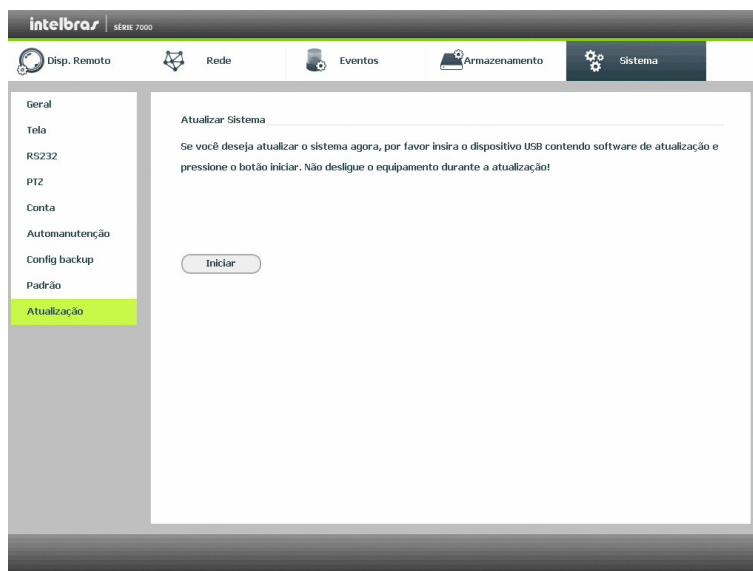 intelbras SÉRIE 7000
Disp. Remoto Rede Eventos Armazenamento Sistema
Geral
Tela
RS232
PTZ
Conta
Automanutenção
Config backup
Padrão
Atualização
Atualizar Sistema
Se você deseja atualizar o sistema agora, por favor insira o dispositivo USB contendo software de atualização e
pressione o botão iniciar. Não desligue o equipamento durante a atualização!
Iniciar